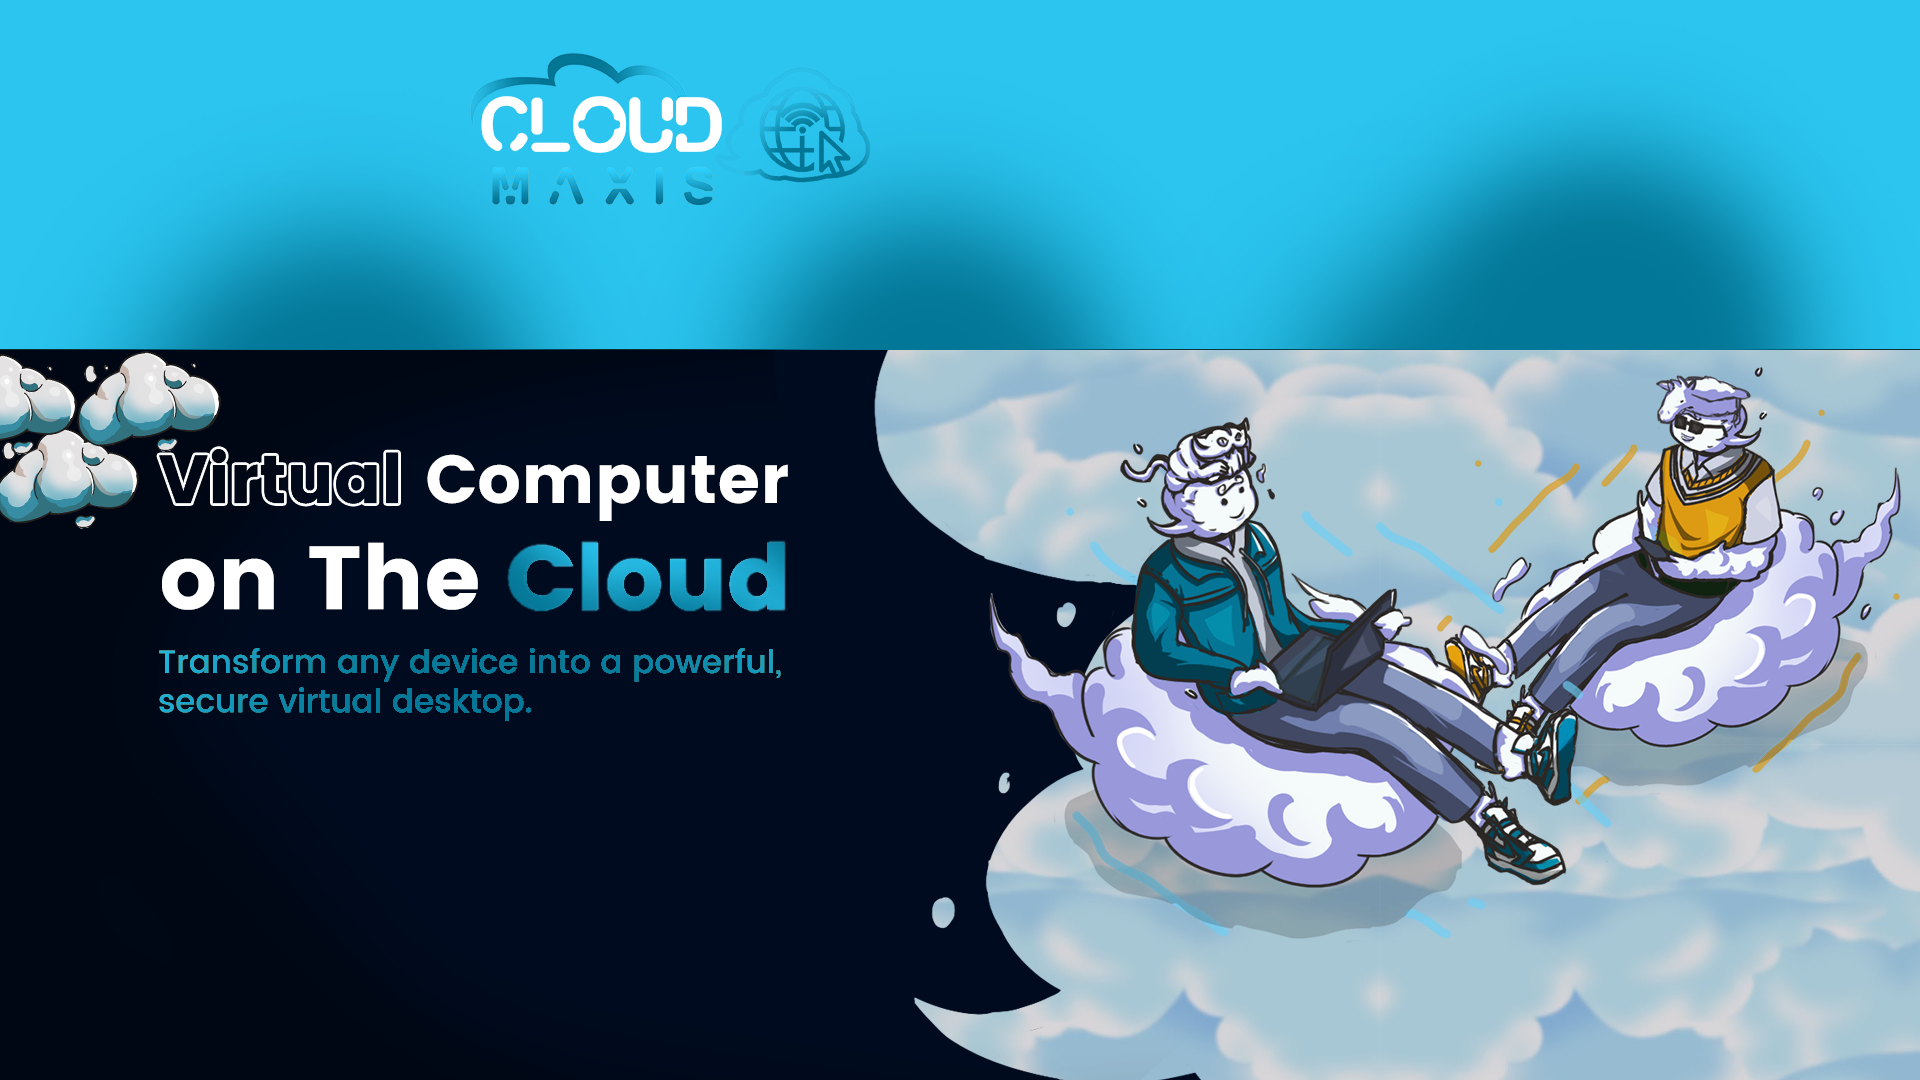 CLOUD
MAXIS
Virtual Computer
on The Cloud
Transform any device into a powerful,
secure virtual desktop.